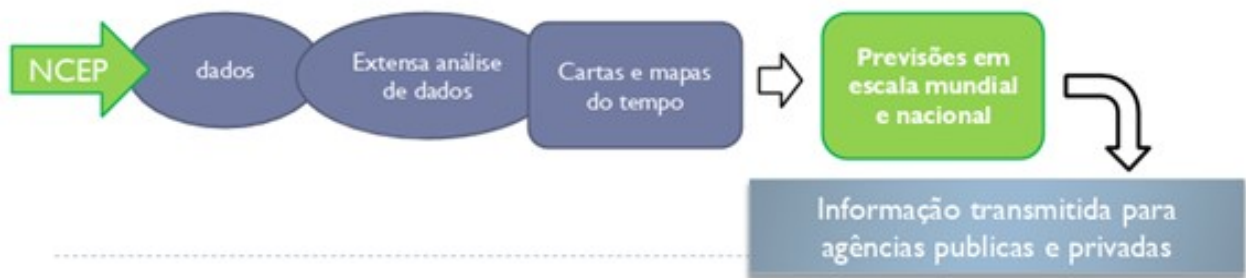 NCEP
dados
Extensa análise
de dados
Cartas e mapas
do tempo
Previsões em
escala mundial
e nacional
Informação transmitida para
agências publicas e privadas